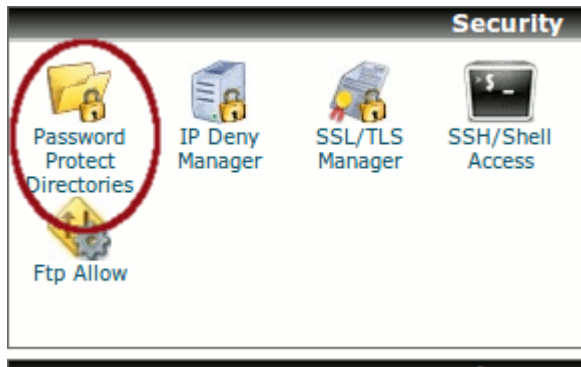 Security
Password
Protect
Directories
IP Deny
Manager
SSL/TLS
Manager
$ _
SSH/Shell
Access
Ftp Allow